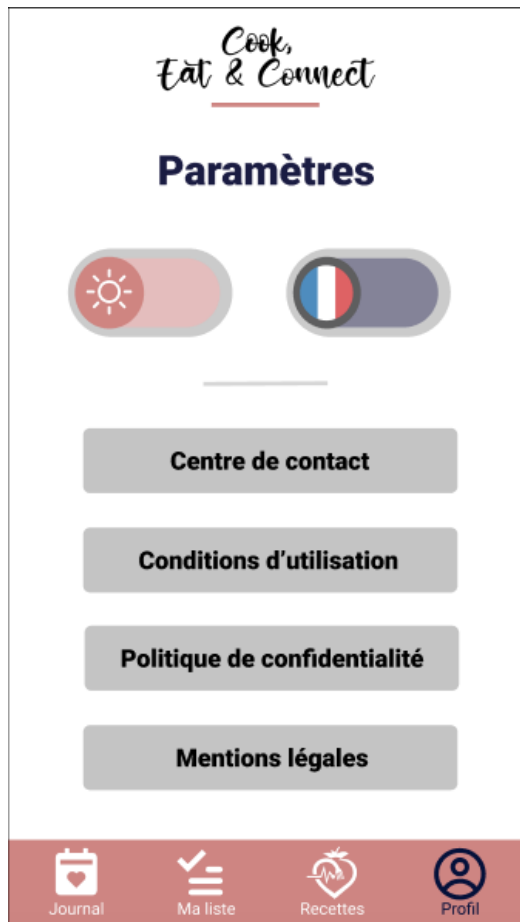 Cook,
Eat & Connect
Paramètres
Centre de contact
Conditions d’utilisation
Politique de confidentialité
Mentions légales
Journal
Ma liste
Recettes
Profil